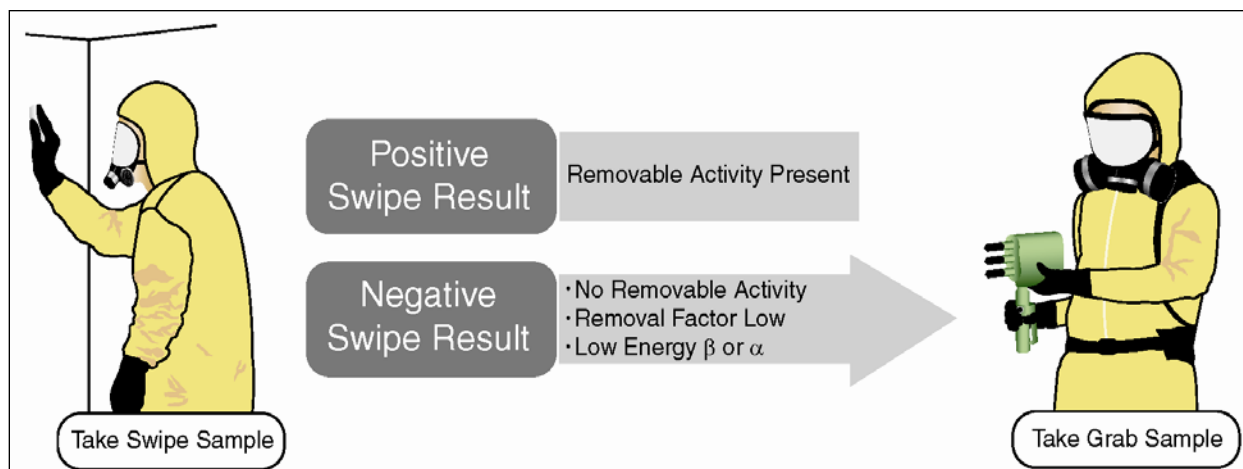 Positive
Swipe Result
Removable Activity Present
Negative
Swipe Result
·No Removable Activity
·Removal Factor Low
·Low Energy β or α
Take Swipe Sample
Take Grab Sample